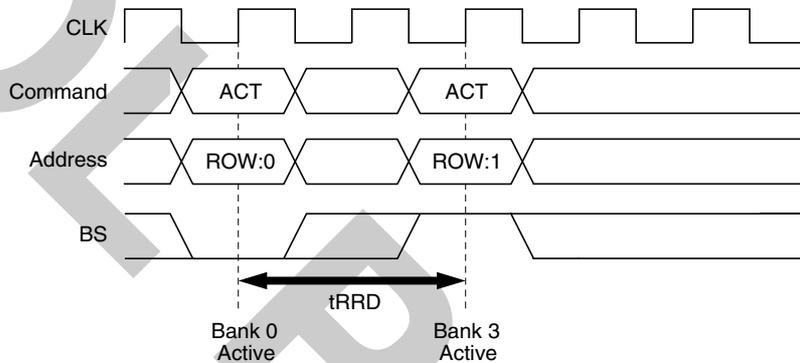 CLK
Command
ACT
ACT
Address
ROW:0
ROW:1
BS
tRRD
Bank 0
Active
Bank 3
Active